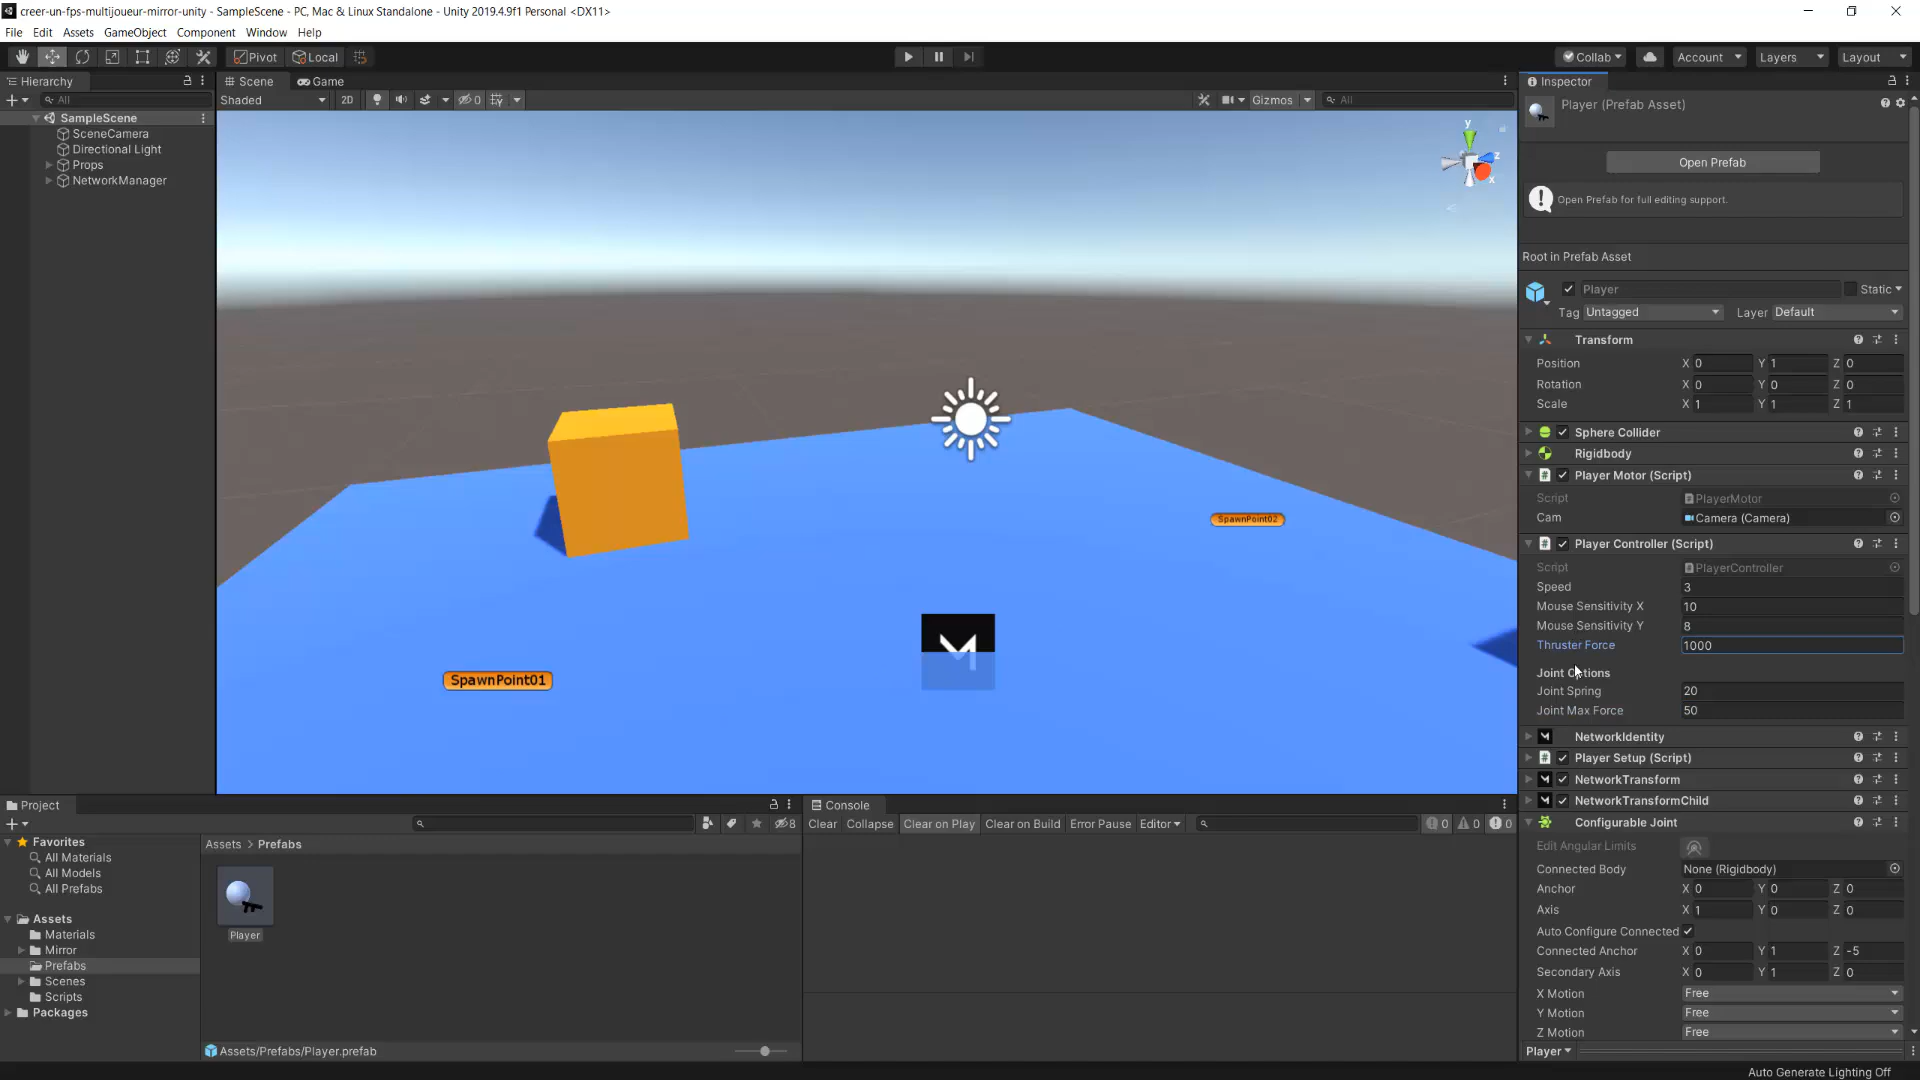 creer-un-fps-multijoueur-mirror-unity - SampleScene - PC, Mac & Linux Standalone - Unity 2019.4.9f1 Personal <DX11>
File Edit Assets GameObject Component Window Help
Pivot Local Collab Account Layers Layout
Hierarchy
All
SampleScene
SceneCamera
Directional Light
Props
NetworkManager
Scene Game
Shaded 2D 0 Gizmos All
y
z
x
SpawnPoint02
SpawnPoint01
Inspector
Player (Prefab Asset)
Open Prefab
Open Prefab for full editing support.
Root in Prefab Asset
Player Static
Tag Untagged Layer Default
Transform
Position X 0 Y 1 Z 0
Rotation X 0 Y 0 Z 0
Scale X 1 Y 1 Z 1
Sphere Collider
Rigidbody
Player Motor (Script)
Script PlayerMotor
Cam Camera (Camera)
Player Controller (Script)
Script PlayerController
Speed 3
Mouse Sensitivity X 10
Mouse Sensitivity Y 8
Thruster Force 1000
Joint Options
Joint Spring 20
Joint Max Force 50
NetworkIdentity
Player Setup (Script)
NetworkTransform
NetworkTransformChild
Configurable Joint
Edit Angular Limits
Connected Body None (Rigidbody)
Anchor X 0 Y 0 Z 0
Axis X 1 Y 0 Z 0
Auto Configure Connected
Connected Anchor X 0 Y 1 Z -5
Secondary Axis X 0 Y 1 Z 0
X Motion Free
Y Motion Free
Z Motion Free
Player
Project
8
Favorites
All Materials
All Models
All Prefabs
Assets
Materials
Mirror
Prefabs
Scenes
Scripts
Packages
Assets > Prefabs
Player
Assets/Prefabs/Player.prefab
Console
Clear Collapse Clear on Play Clear on Build Error Pause Editor 0 0 0
Auto Generate Lighting Off